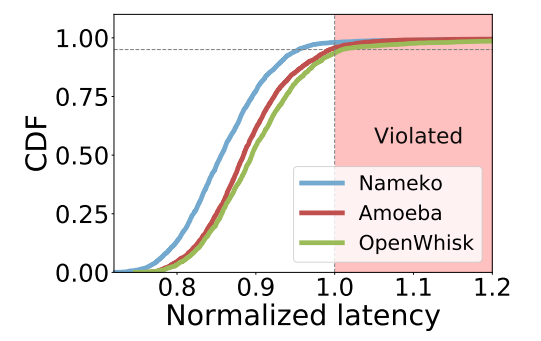 1.00
0.75
0.50
0.25
0.00
CDF
Violated
Nameko
Amoeba
OpenWhisk
0.8 0.9 1.0 1.1 1.2
Normalized latency